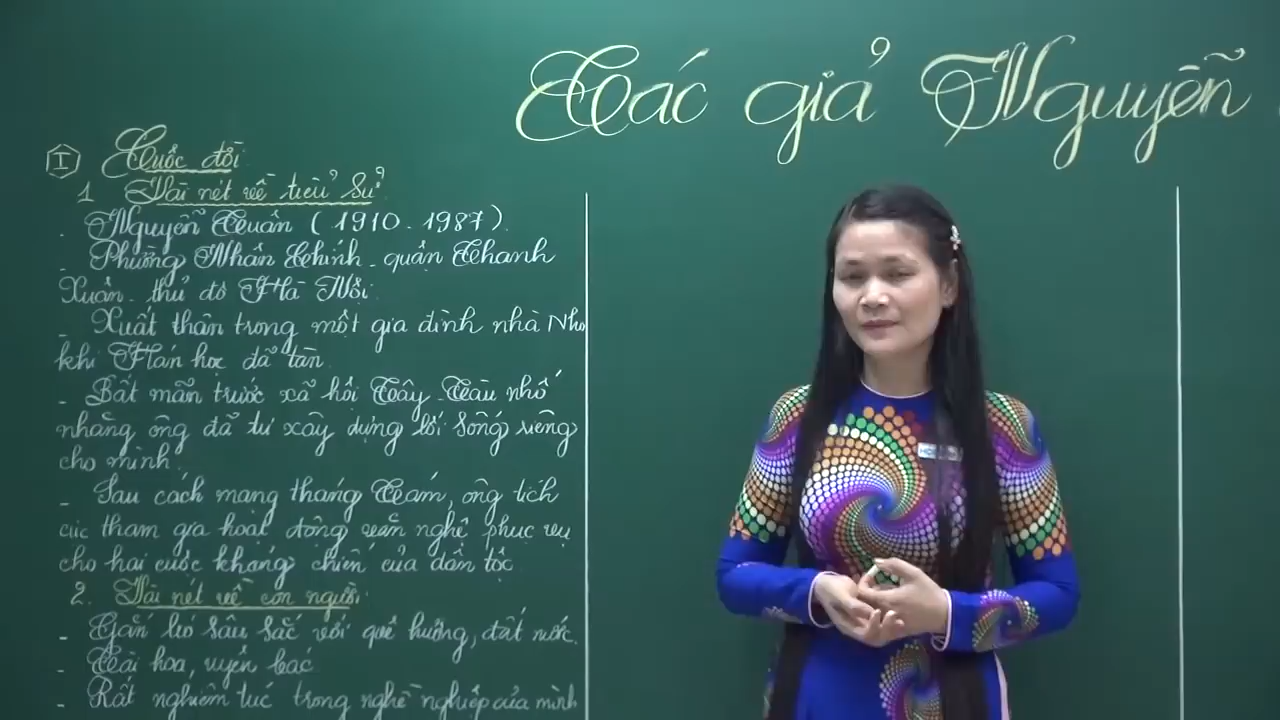 Tác giả Nguyễn
I Cuộc đời
1. Vài nét về tiểu sử
- Nguyễn Tuân (1910-1987).
- Phường Nhân Chính - quận Thanh
Xuân - thủ đô Hà Nội.
- Xuất thân trong một gia đình nhà Nho
khi Hán học đã tàn.
- Bất mãn trước xã hội Tây-Tàu nhố
nhăng ông đã tự xây dựng lối sống riêng
cho mình.
- Sau cách mạng tháng Tám, ông tích
cực tham gia hoạt động văn nghệ phục vụ
cho hai cuộc kháng chiến của dân tộc
2. Vài nét về con người:
- Gắn bó sâu sắc với quê hương, đất nước.
- Tài hoa, uyên bác
- Rất nghiêm túc trong nghề nghiệp của mình